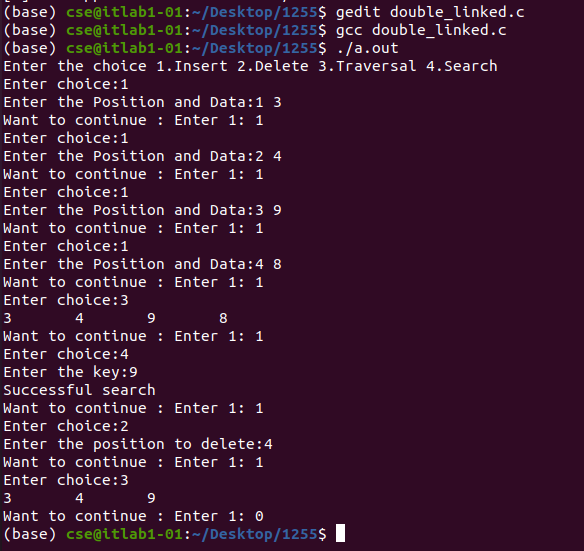 (base) cse@itlab1-01:~/Desktop/1255$ gedit double_linked.c
(base) cse@itlab1-01:~/Desktop/1255$ gcc double_linked.c
(base) cse@itlab1-01:~/Desktop/1255$ ./a.out
Enter the choice 1.Insert 2.Delete 3.Traversal 4.Search
Enter choice:1
Enter the Position and Data:1 3
Want to continue : Enter 1: 1
Enter choice:1
Enter the Position and Data:2 4
Want to continue : Enter 1: 1
Enter choice:1
Enter the Position and Data:3 9
Want to continue : Enter 1: 1
Enter choice:1
Enter the Position and Data:4 8
Want to continue : Enter 1: 1
Enter choice:3
3       4       9       8
Want to continue : Enter 1: 1
Enter choice:4
Enter the key:9
Successful search
Want to continue : Enter 1: 1
Enter choice:2
Enter the position to delete:4
Want to continue : Enter 1: 1
Enter choice:3
3       4       9
Want to continue : Enter 1: 0
(base) cse@itlab1-01:~/Desktop/1255$